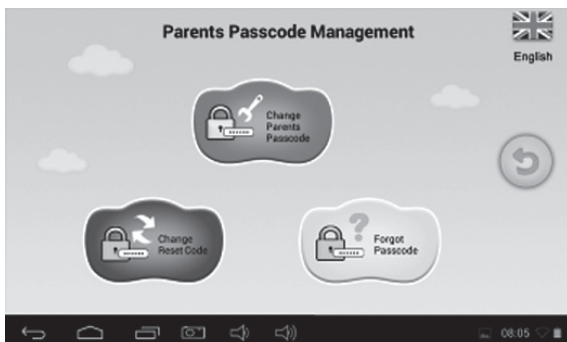 Parents Passcode Management
English
Change
Parents
Passcode
Change
Reset Code
Forgot
Passcode
08:05